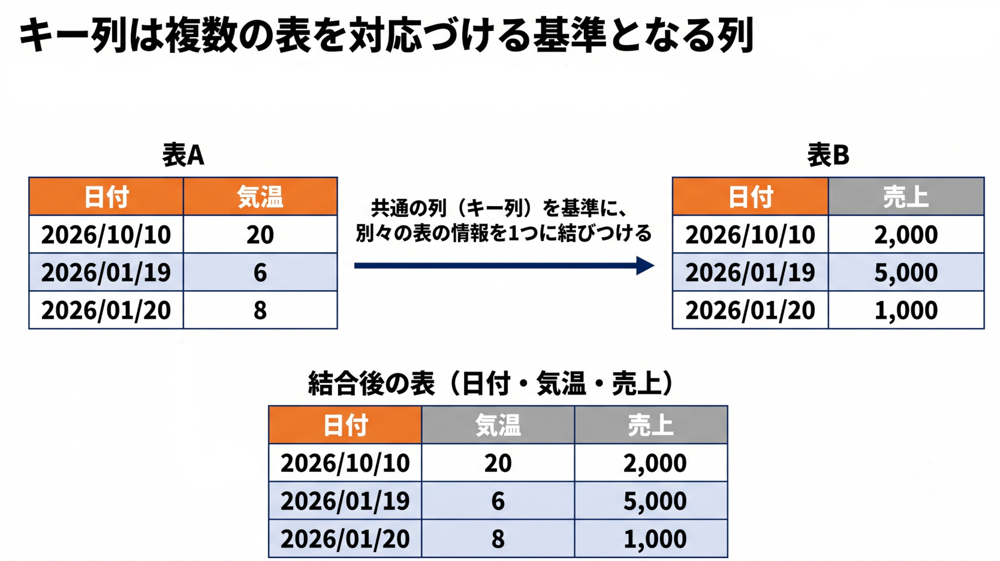 キー列は複数の表を対応づける基準となる列
表A
日付 気温
2026/10/10 20
2026/01/19 6
2026/01/20 8
共通の列（キー列）を基準に、
別々の表の情報を1つに結びつける
表B
日付 売上
2026/10/10 2,000
2026/01/19 5,000
2026/01/20 1,000
結合後の表（日付・気温・売上）
日付 気温 売上
2026/10/10 20 2,000
2026/01/19 6 5,000
2026/01/20 8 1,000